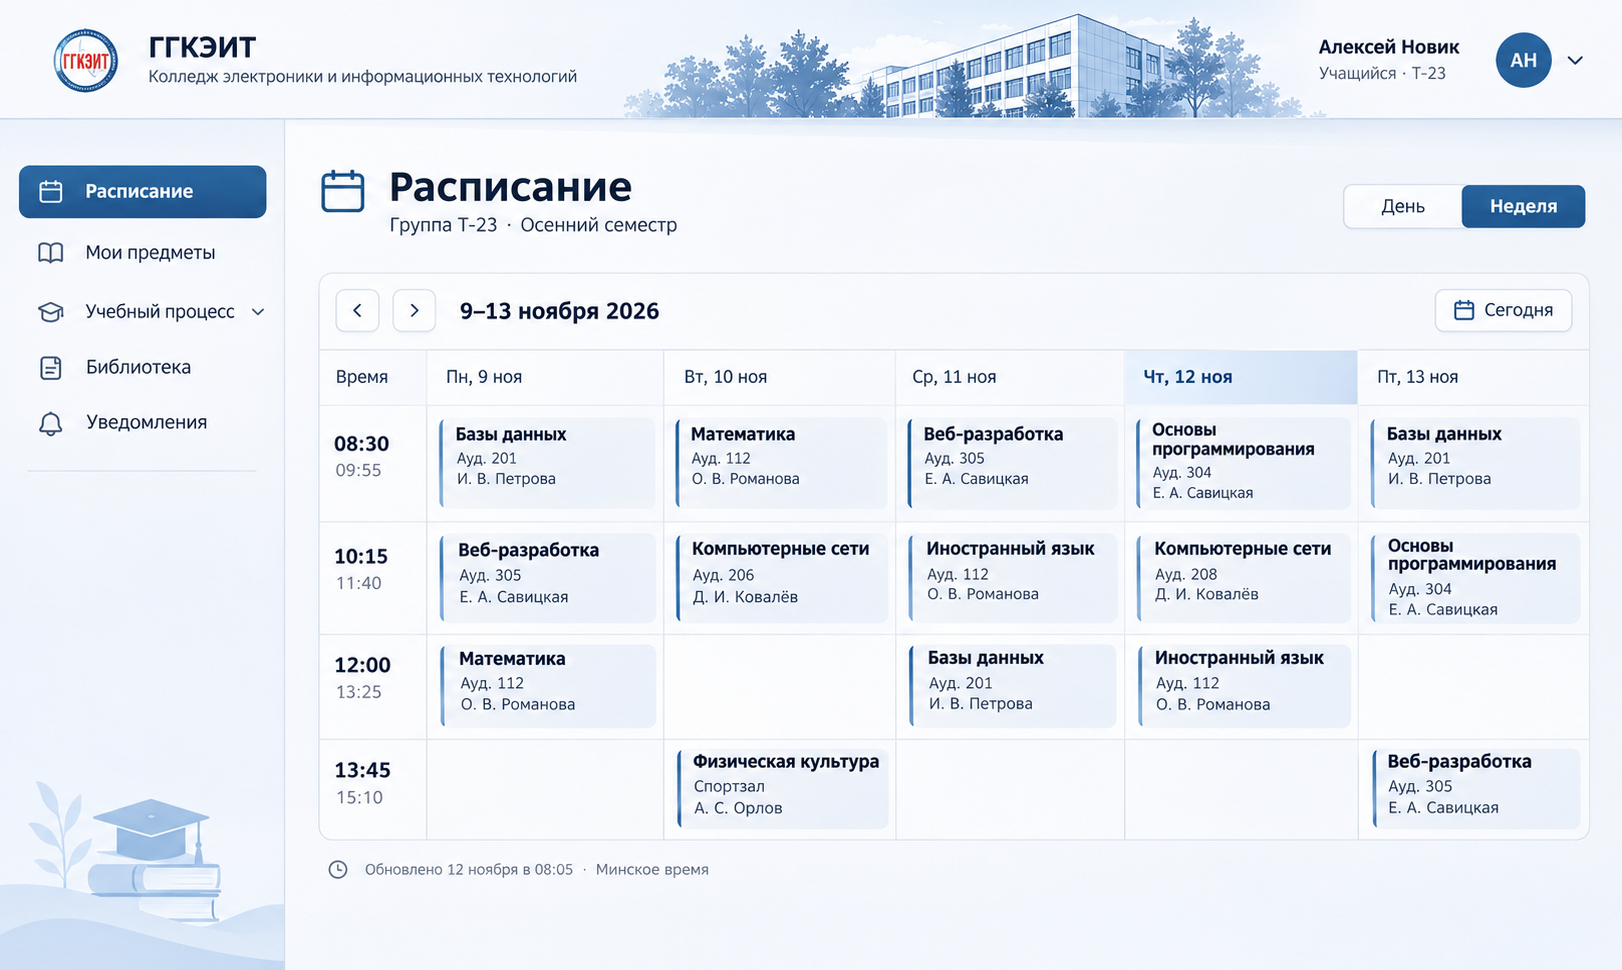 ГГКЭИТ
ГГКЭИТ
Колледж электроники и информационных технологий
Алексей Новик
Учащийся · Т-23
АН
Расписание
Мои предметы
Учебный процесс
Библиотека
Уведомления
Расписание
Группа Т-23 · Осенний семестр
День
Неделя
9–13 ноября 2026
Сегодня
Время
Пн, 9 ноя
Вт, 10 ноя
Ср, 11 ноя
Чт, 12 ноя
Пт, 13 ноя
08:30
09:55
Базы данных
Ауд. 201
И. В. Петрова
Математика
Ауд. 112
О. В. Романова
Веб-разработка
Ауд. 305
Е. А. Савицкая
Основы
программирования
Ауд. 304
Е. А. Савицкая
Базы данных
Ауд. 201
И. В. Петрова
10:15
11:40
Веб-разработка
Ауд. 305
Е. А. Савицкая
Компьютерные сети
Ауд. 206
Д. И. Ковалёв
Иностранный язык
Ауд. 112
О. В. Романова
Компьютерные сети
Ауд. 208
Д. И. Ковалёв
Основы
программирования
Ауд. 304
Е. А. Савицкая
12:00
13:25
Математика
Ауд. 112
О. В. Романова
Базы данных
Ауд. 201
И. В. Петрова
Иностранный язык
Ауд. 112
О. В. Романова
13:45
15:10
Физическая культура
Спортзал
А. С. Орлов
Веб-разработка
Ауд. 305
Е. А. Савицкая
Обновлено 12 ноября в 08:05 · Минское время